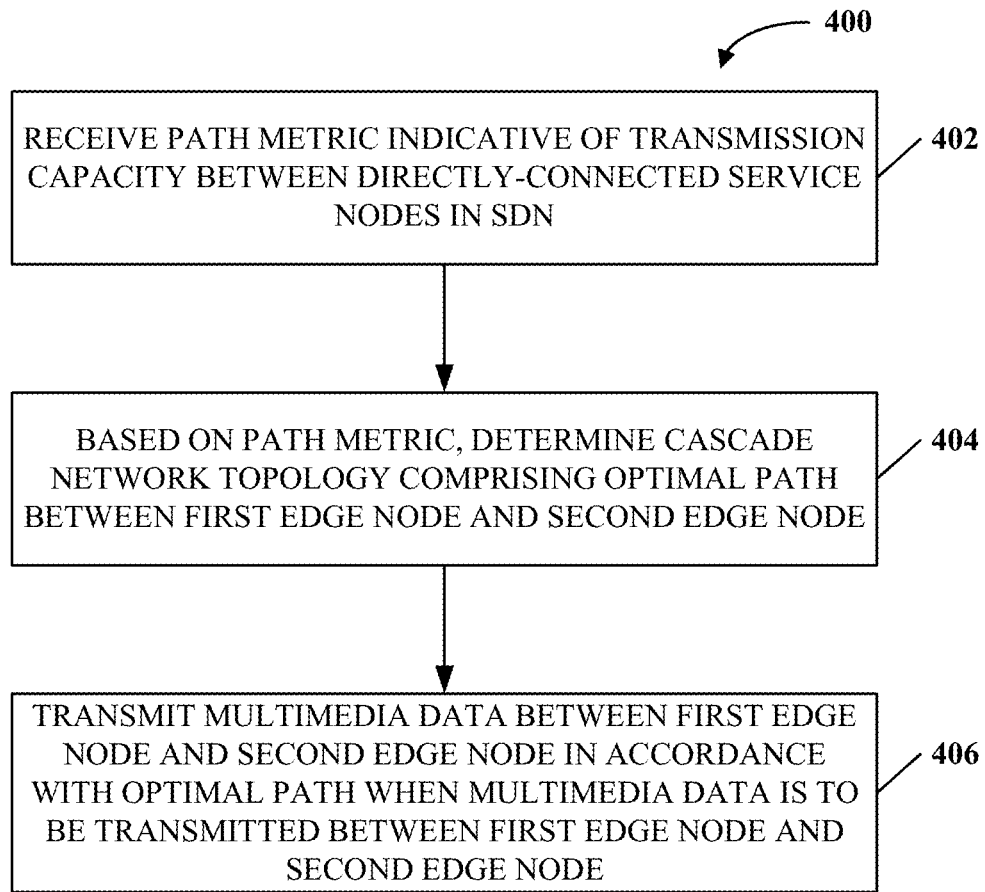 400
RECEIVE PATH METRIC INDICATIVE OF TRANSMISSION
CAPACITY BETWEEN DIRECTLY-CONNECTED SERVICE
NODES IN SDN
402
BASED ON PATH METRIC, DETERMINE CASCADE
NETWORK TOPOLOGY COMPRISING OPTIMAL PATH
BETWEEN FIRST EDGE NODE AND SECOND EDGE NODE
404
TRANSMIT MULTIMEDIA DATA BETWEEN FIRST EDGE
NODE AND SECOND EDGE NODE IN ACCORDANCE
WITH OPTIMAL PATH WHEN MULTIMEDIA DATA IS TO
BE TRANSMITTED BETWEEN FIRST EDGE NODE AND
SECOND EDGE NODE
406